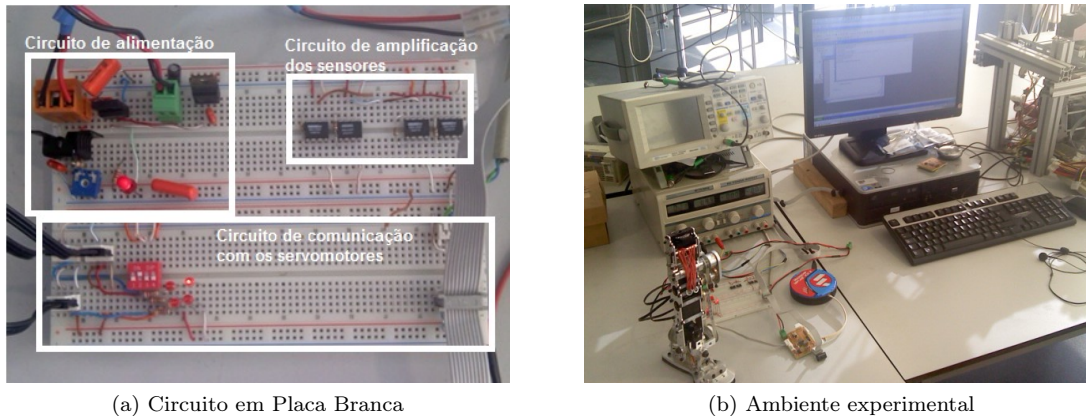 Circuito de alimentação
Circuito de amplificação
dos sensores
Circuito de comunicação
com os servomotores
(a) Circuito em Placa Branca
(b) Ambiente experimental